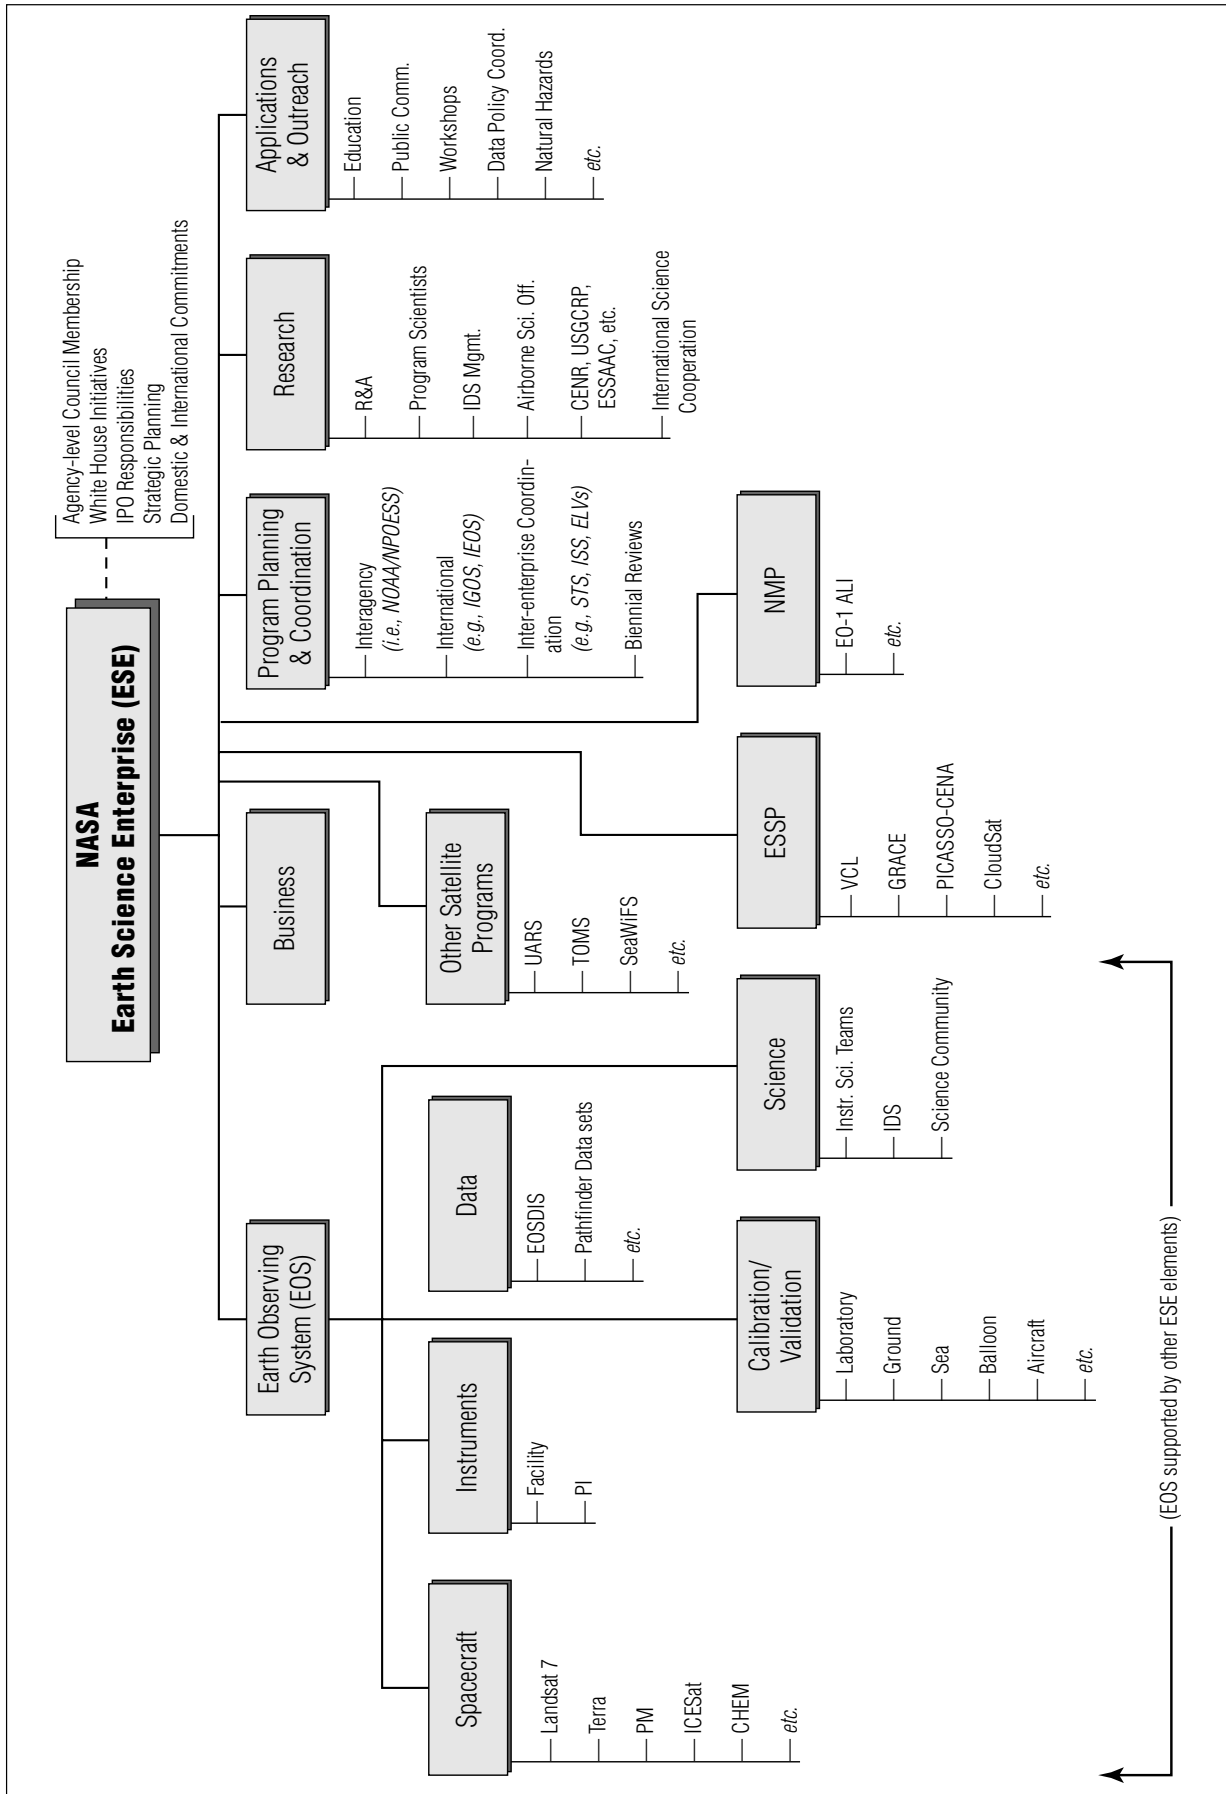 NASA
Earth Science Enterprise (ESE)
Agency-level Council Membership
White House Initiatives
IPO Responsibilities
Strategic Planning
Domestic & International Commitments
Earth Observing
System (EOS)
Business
Program Planning
& Coordination
Interagency
(i.e., NOAA/NPOESS)
International
(e.g., IGOS, IEOS)
Inter-enterprise Coordin-
ation
(e.g., STS, ISS, ELVs)
Biennial Reviews
Research
R&A
Program Scientists
IDS Mgmt.
Airborne Sci. Off.
CENR, USGCRP,
ESSAAC, etc.
International Science
Cooperation
Applications
& Outreach
Education
Public Comm.
Workshops
Data Policy Coord.
Natural Hazards
etc.
Spacecraft
Landsat 7
Terra
PM
ICESat
CHEM
etc.
Instruments
Facility
PI
Data
EOSDIS
Pathfinder Data sets
etc.
Other Satellite
Programs
UARS
TOMS
SeaWiFS
etc.
Calibration/
Validation
Laboratory
Ground
Sea
Balloon
Aircraft
etc.
Science
Instr. Sci. Teams
IDS
Science Community
ESSP
VCL
GRACE
PICASSO-CENA
CloudSat
etc.
NMP
EO-1 ALI
etc.
(EOS supported by other ESE elements)